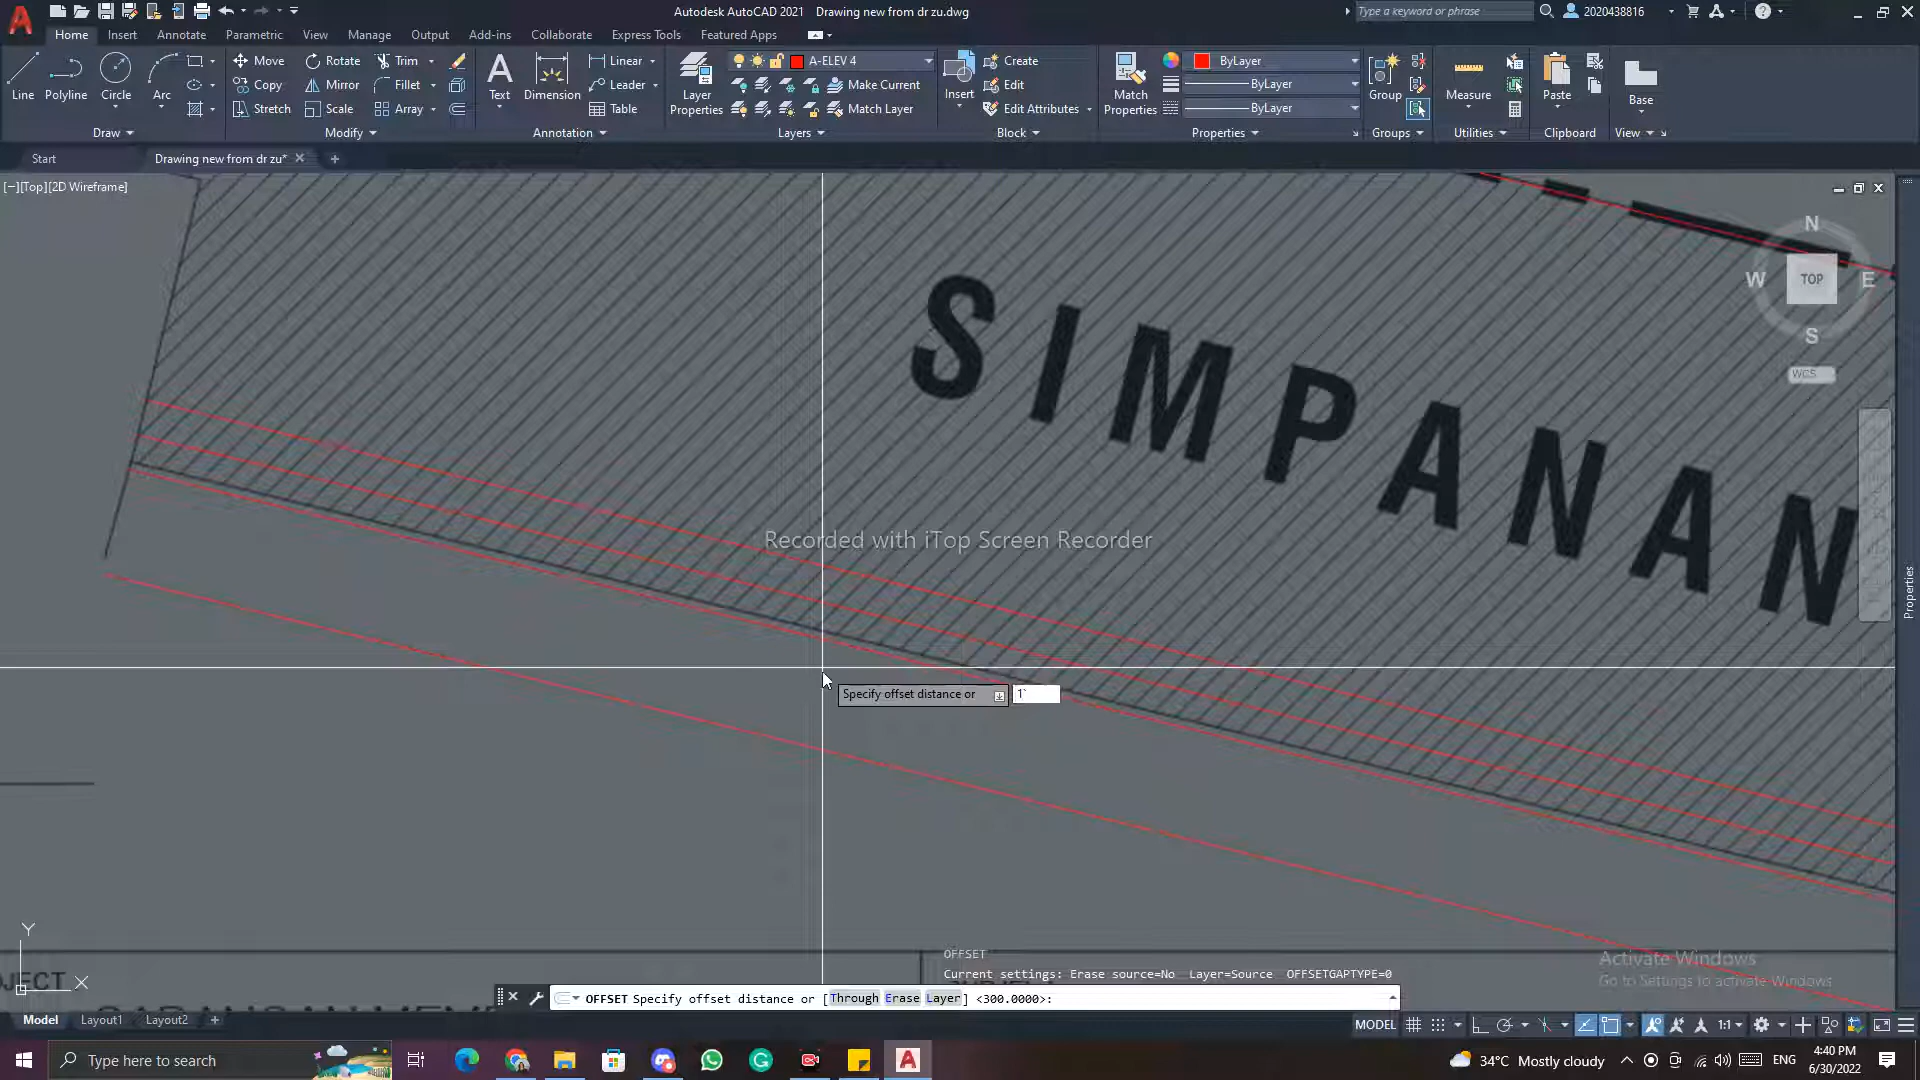 Autodesk AutoCAD 2021 Drawing new from dr zu.dwg
Type a keyword or phrase
2020438816
Home Insert Annotate Parametric View Manage Output Add-ins Collaborate Express Tools Featured Apps
Line Polyline Circle Arc
Move Rotate Trim
Copy Mirror Fillet
Stretch Scale Array
Text Dimension
Linear
Leader
Table
Layer Properties
A-ELEV 4
Make Current
Match Layer
Insert
Create
Edit
Edit Attributes
Match Properties
ByLayer
ByLayer
ByLayer
Group Measure Paste Base
Draw Modify Annotation Layers Block Properties Groups Utilities Clipboard View
Start Drawing new from dr zu*
[−][Top][2D Wireframe]
N
W TOP E
S
WCS
SIMPANAN
Recorded with iTop Screen Recorder
Properties
Specify offset distance or 1`
Y
X
JECT
OFFSET
Current settings: Erase source=No Layer=Source OFFSETGAPTYPE=0
OFFSET Specify offset distance or [Through Erase Layer] <300.0000>:
Activate Windows
Go to Settings to activate Windows
Model Layout1 Layout2
MODEL 1:1
Type here to search
34°C Mostly cloudy ENG
4:40 PM
6/30/2022